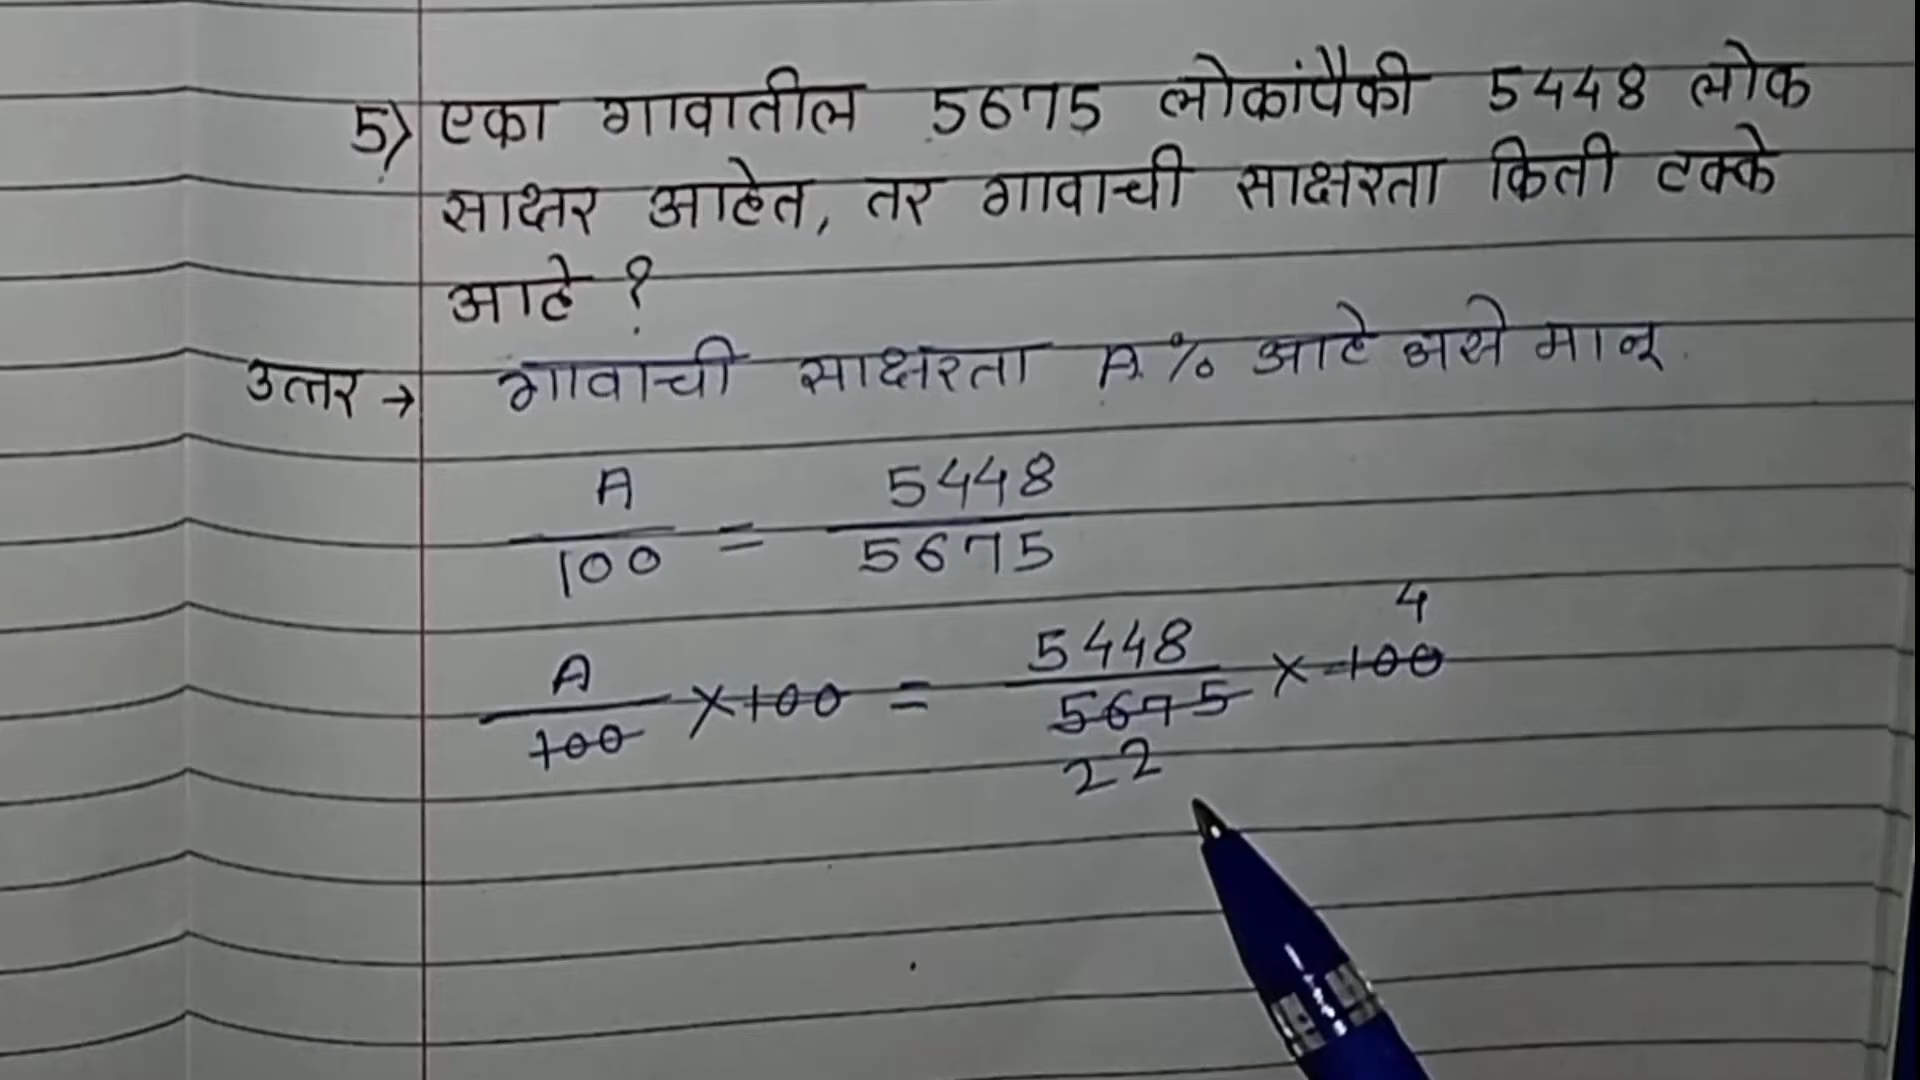 5) एका गावातील 5675 लोकांपैकी 5448 लोक
साक्षर आहेत, तर गावाची साक्षरता किती टक्के
आहे ?
उत्तर → गावाची साक्षरता A % आहे असे मानू.
A/100 = 5448/5675
4
A/100 × 100 = 5448/5675 × 100
22